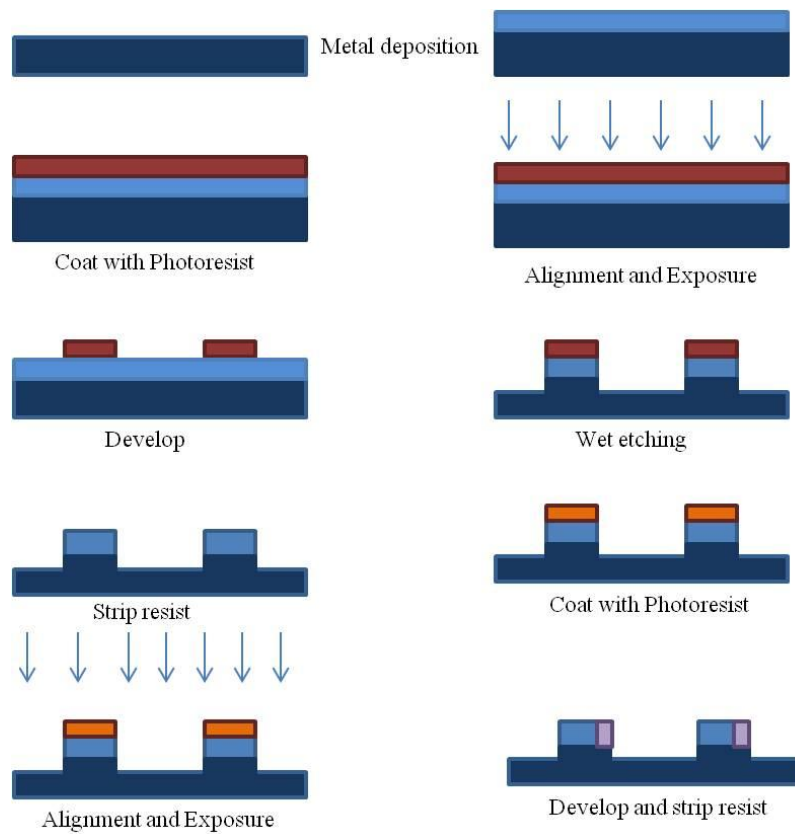 Metal deposition
Coat with Photoresist
Alignment and Exposure
Develop
Wet etching
Strip resist
Coat with Photoresist
Alignment and Exposure
Develop and strip resist